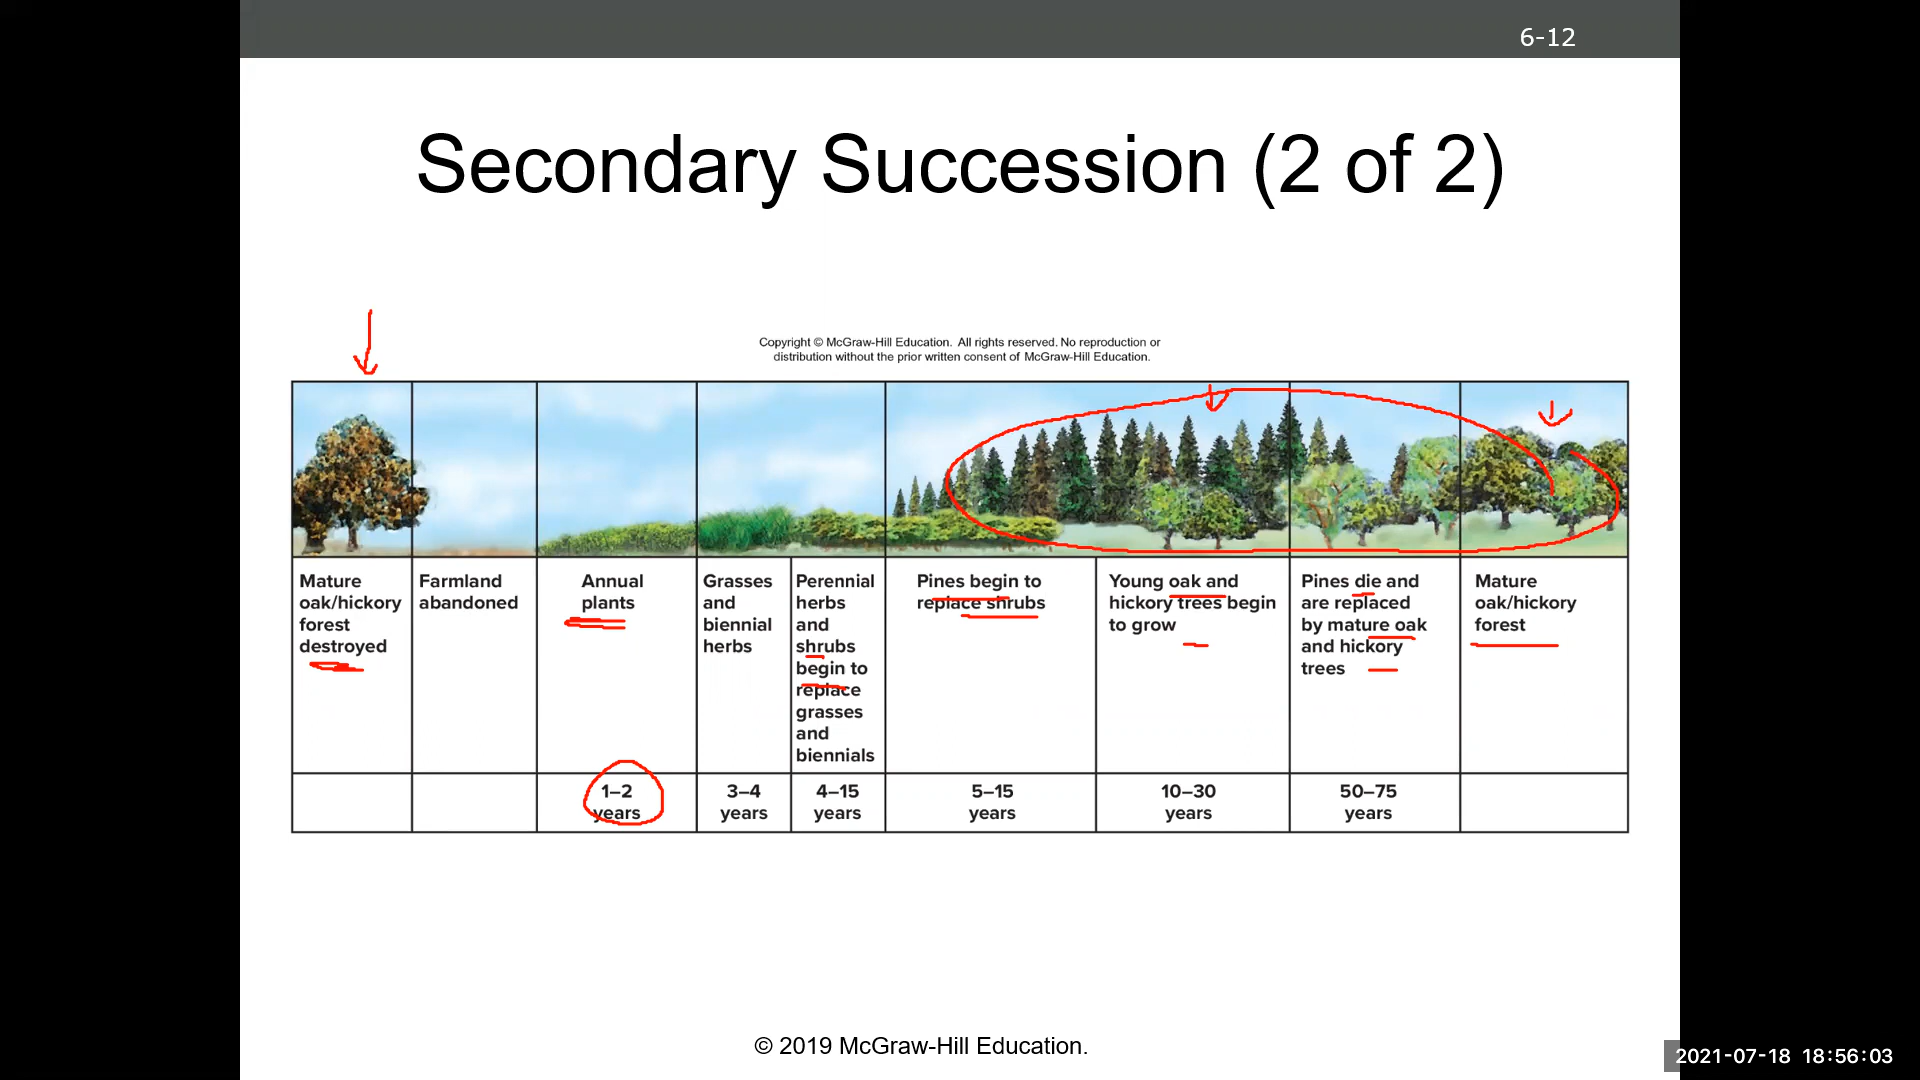 6-12
Secondary Succession (2 of 2)
Copyright © McGraw-Hill Education. All rights reserved. No reproduction or
distribution without the prior written consent of McGraw-Hill Education.
Mature
oak/hickory
forest
destroyed
Farmland
abandoned
Annual
plants
Grasses
and
biennial
herbs
Perennial
herbs
and
shrubs
begin to
replace
grasses
and
biennials
Pines begin to
replace shrubs
Young oak and
hickory trees begin
to grow
Pines die and
are replaced
by mature oak
and hickory
trees
Mature
oak/hickory
forest
1–2
years
3–4
years
4–15
years
5–15
years
10–30
years
50–75
years
© 2019 McGraw-Hill Education.
2021-07-18 18:56:03